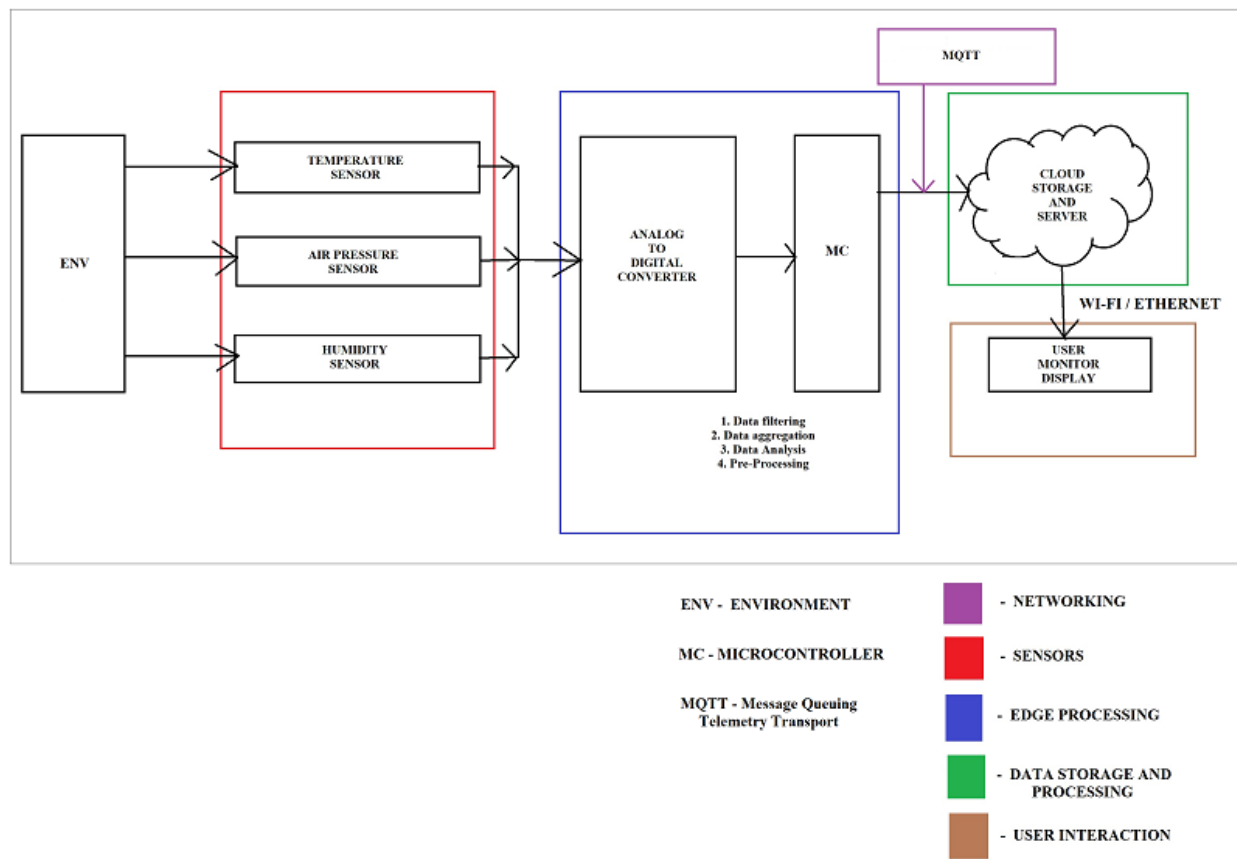 MQTT
ENV
TEMPERATURE
SENSOR
AIR PRESSURE
SENSOR
HUMIDITY
SENSOR
ANALOG
TO
DIGITAL
CONVERTER
MC
1. Data filtering
2. Data aggregation
3. Data Analysis
4. Pre-Processing
CLOUD
STORAGE
AND
SERVER
WI-FI / ETHERNET
USER
MONITOR
DISPLAY
ENV - ENVIRONMENT
MC - MICROCONTROLLER
MQTT - Message Queuing
Telemetry Transport
- NETWORKING
- SENSORS
- EDGE PROCESSING
- DATA STORAGE AND
PROCESSING
- USER INTERACTION